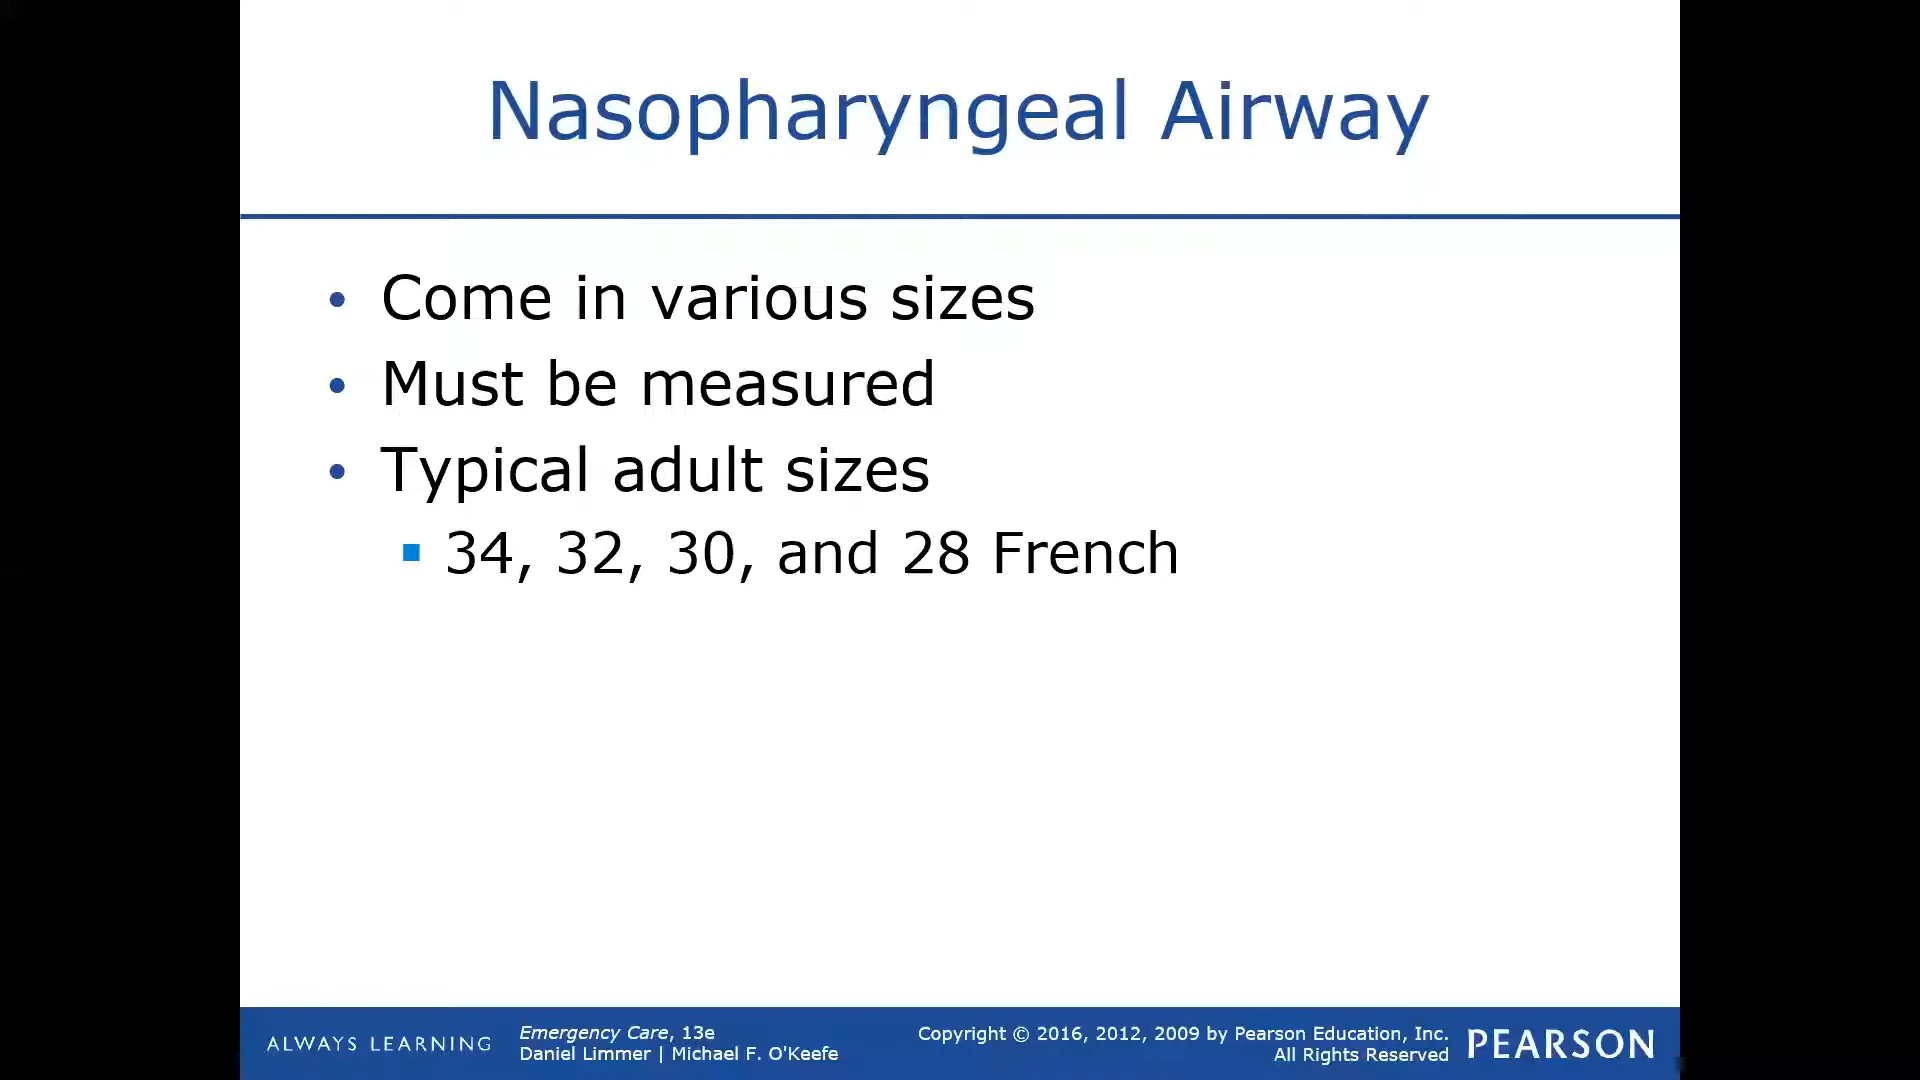 Nasopharyngeal Airway
• Come in various sizes
• Must be measured
• Typical adult sizes
▪ 34, 32, 30, and 28 French
ALWAYS LEARNING
Emergency Care, 13e
Daniel Limmer | Michael F. O'Keefe
Copyright © 2016, 2012, 2009 by Pearson Education, Inc.
All Rights Reserved
PEARSON